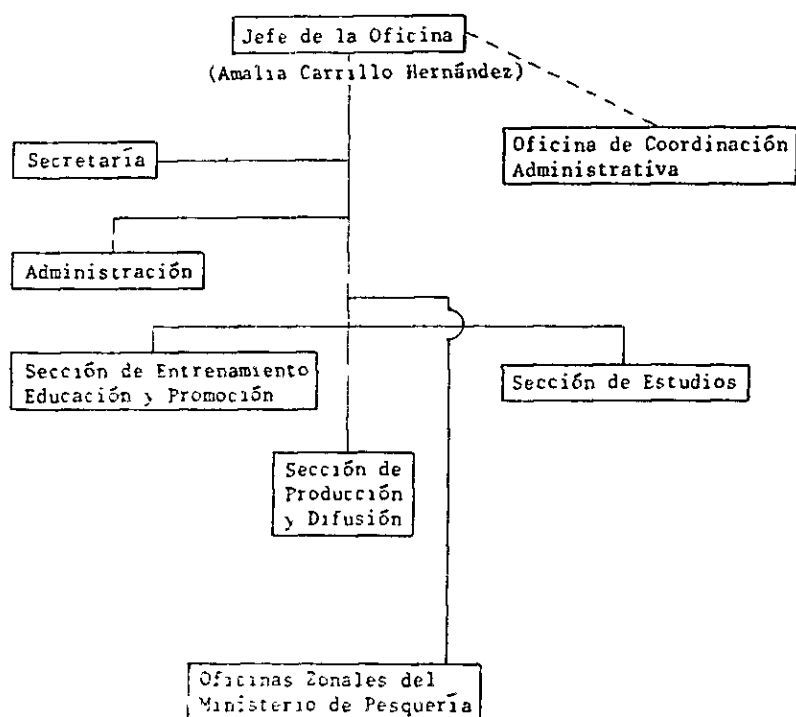 Jefe de la Oficina
(Amalia Carrillo Hernández)
Oficina de Coordinación
Administrativa
Secretaría
Administración
Sección de Entrenamiento
Educación y Promoción
Sección de Estudios
Sección de
Producción
y Difusión
Oficinas Zonales del
Ministerio de Pesquería